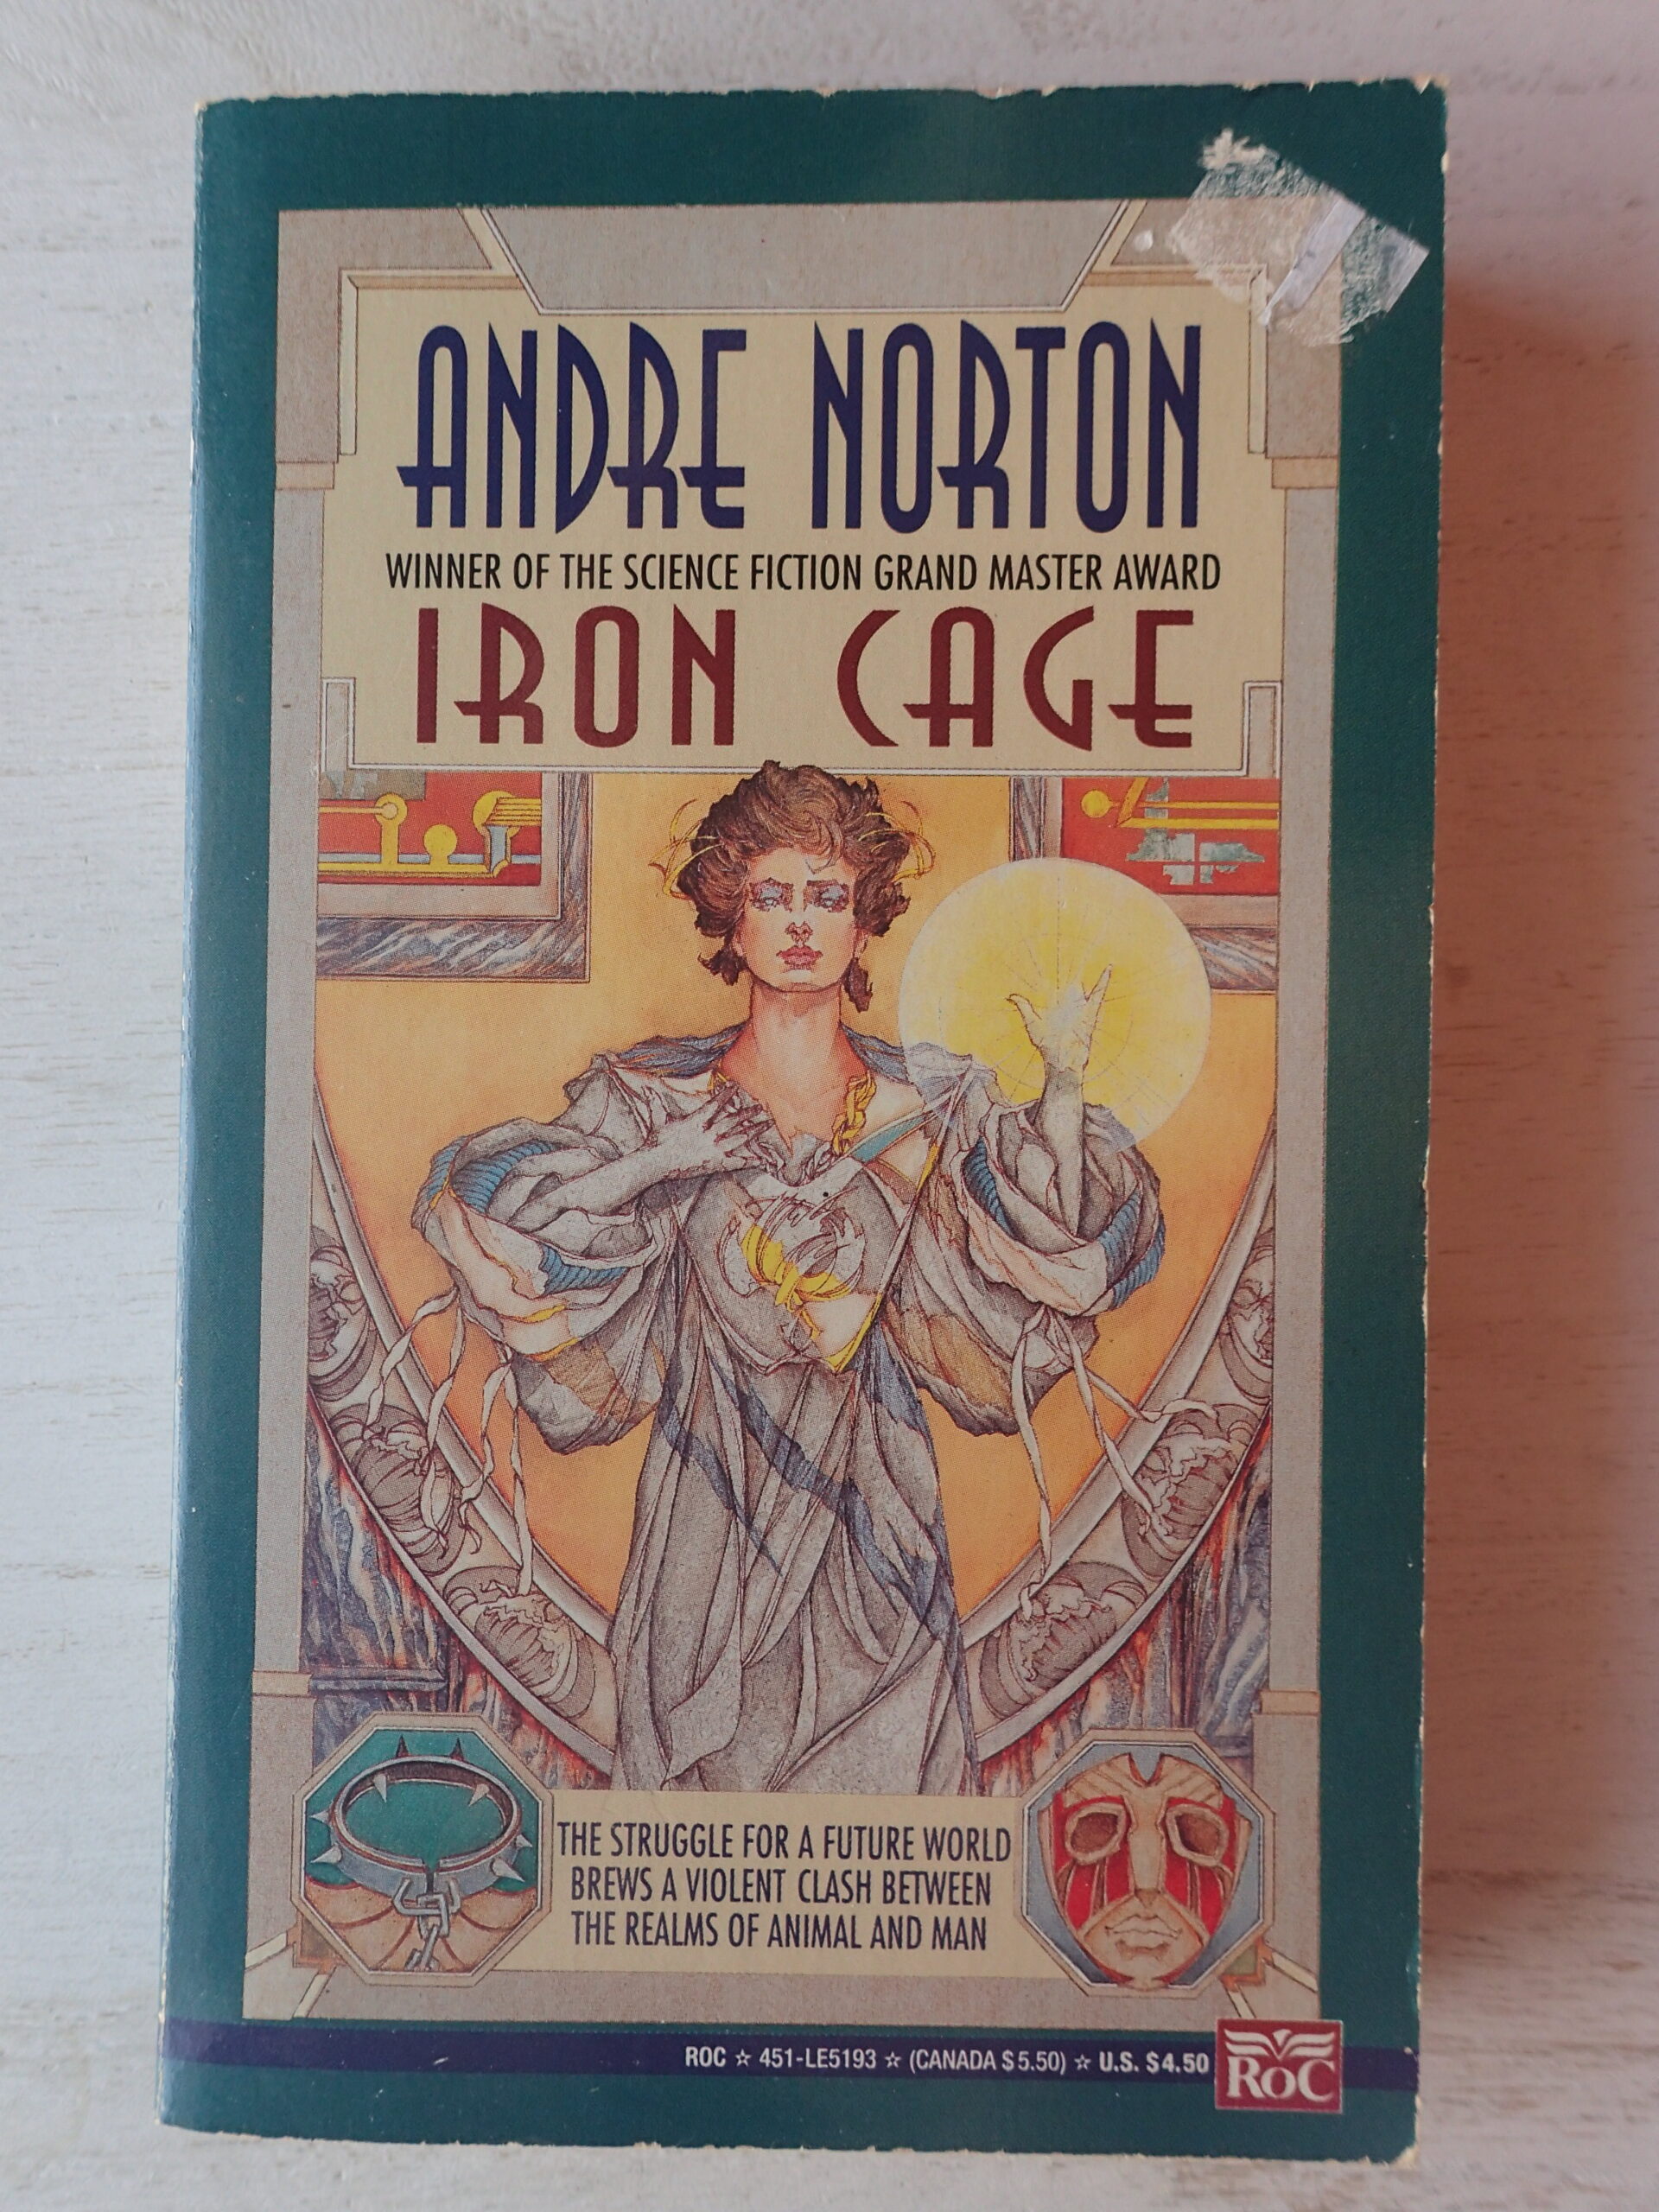 ANDRE NORTON
WINNER OF THE SCIENCE FICTION GRAND MASTER AWARD
IRON CAGE
THE STRUGGLE FOR A FUTURE WORLD
BREWS A VIOLENT CLASH BETWEEN
THE REALMS OF ANIMAL AND MAN
ROC ☆ 451-LE5193 ☆ (CANADA $5.50) ☆ U.S. $4.50
ROC